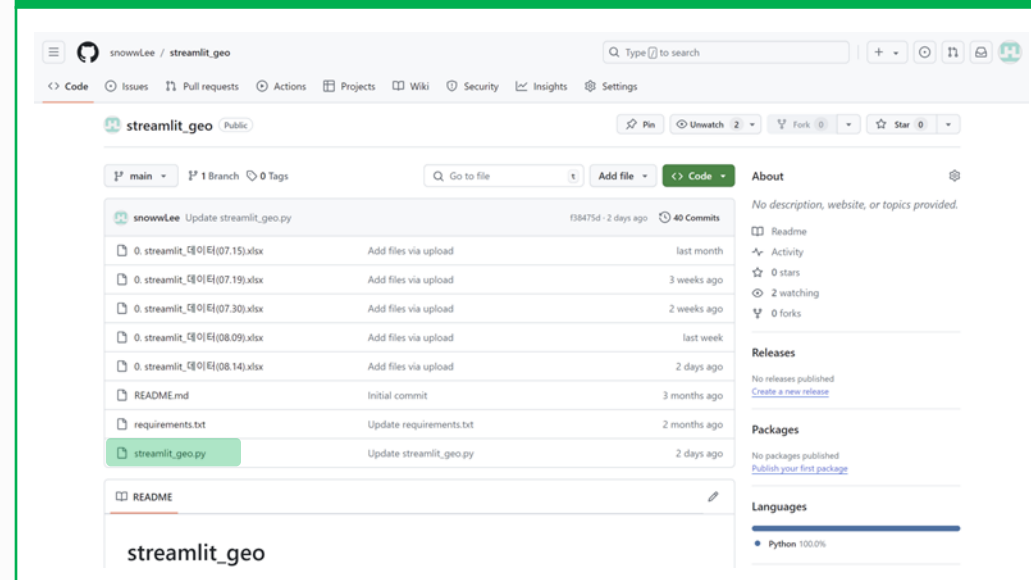 snowwLee / streamlit_geo
Type / to search
Code Issues Pull requests Actions Projects Wiki Security Insights Settings
streamlit_geo Public
Pin Unwatch 2 Fork 0 Star 0
main 1 Branch 0 Tags Go to file t Add file Code
snowwLee Update streamlit_geo.py f38475d · 2 days ago 40 Commits
0. streamlit_데이터(07.15).xlsx Add files via upload last month
0. streamlit_데이터(07.19).xlsx Add files via upload 3 weeks ago
0. streamlit_데이터(07.30).xlsx Add files via upload 2 weeks ago
0. streamlit_데이터(08.09).xlsx Add files via upload last week
0. streamlit_데이터(08.14).xlsx Add files via upload 2 days ago
README.md Initial commit 3 months ago
requirements.txt Update requirements.txt 2 months ago
streamlit_geo.py Update streamlit_geo.py 2 days ago
README
streamlit_geo
About
No description, website, or topics provided.
Readme
Activity
0 stars
2 watching
0 forks
Releases
No releases published
Create a new release
Packages
No packages published
Publish your first package
Languages
Python 100.0%